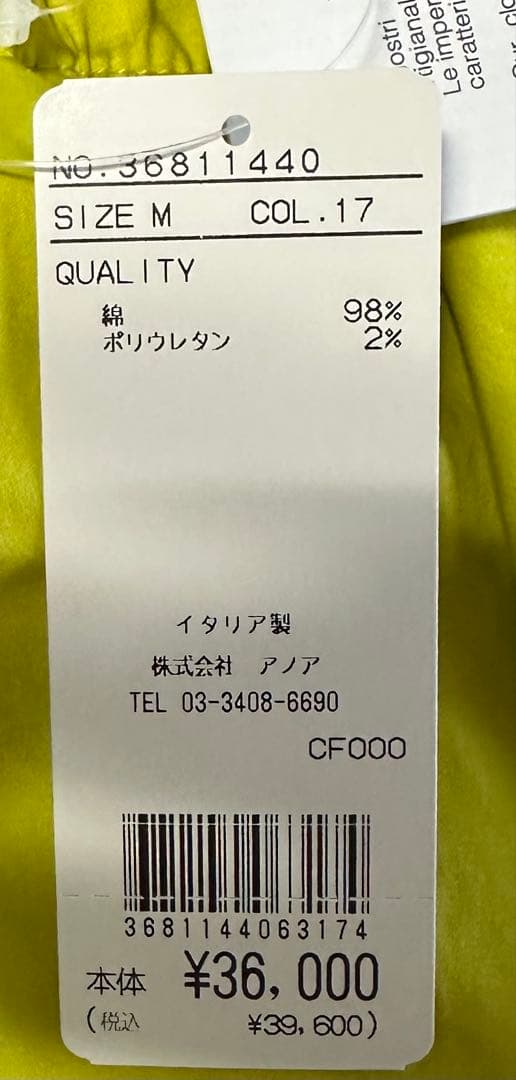 ostri
tigianal
Le imper
caratteri
NO.36811440
SIZE M COL.17
QUALITY
綿 98%
ポリウレタン 2%
イタリア製
株式会社 アノア
TEL 03-3408-6690
CF000
3681144063174
本体 ¥36,000
(税込 ¥39,600)